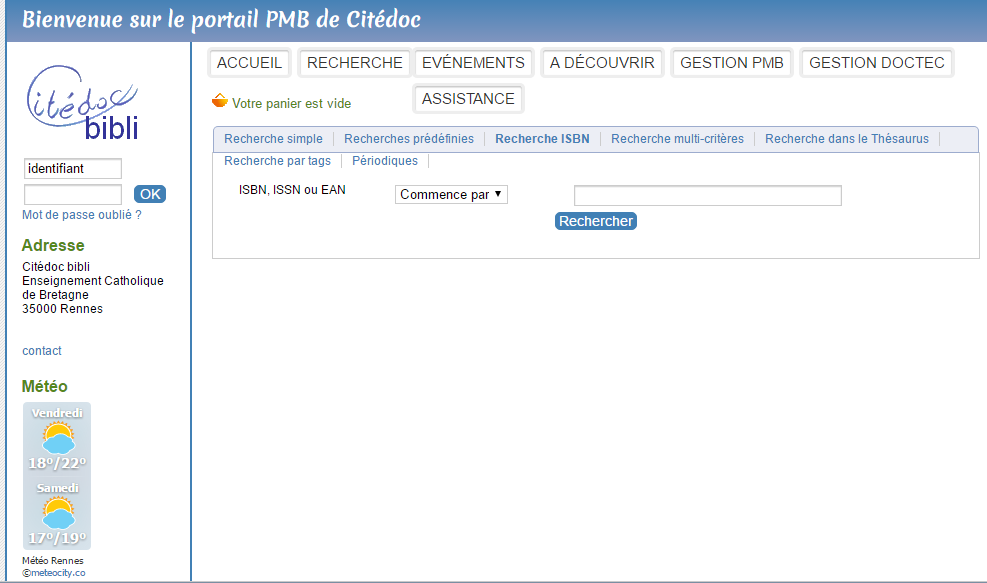 Bienvenue sur le portail PMB de Citédoc
Citédoc
bibli
identifiant
OK
Mot de passe oublié ?
Adresse
Citédoc bibli
Enseignement Catholique
de Bretagne
35000 Rennes
contact
Météo
Vendredi
18°/22°
Samedi
17°/19°
Météo Rennes
©meteocity.co
ACCUEIL RECHERCHE EVÉNEMENTS A DÉCOUVRIR GESTION PMB GESTION DOCTEC
Votre panier est vide ASSISTANCE
Recherche simple Recherches prédéfinies Recherche ISBN Recherche multi-critères Recherche dans le Thésaurus
Recherche par tags Périodiques
ISBN, ISSN ou EAN Commence par
Rechercher